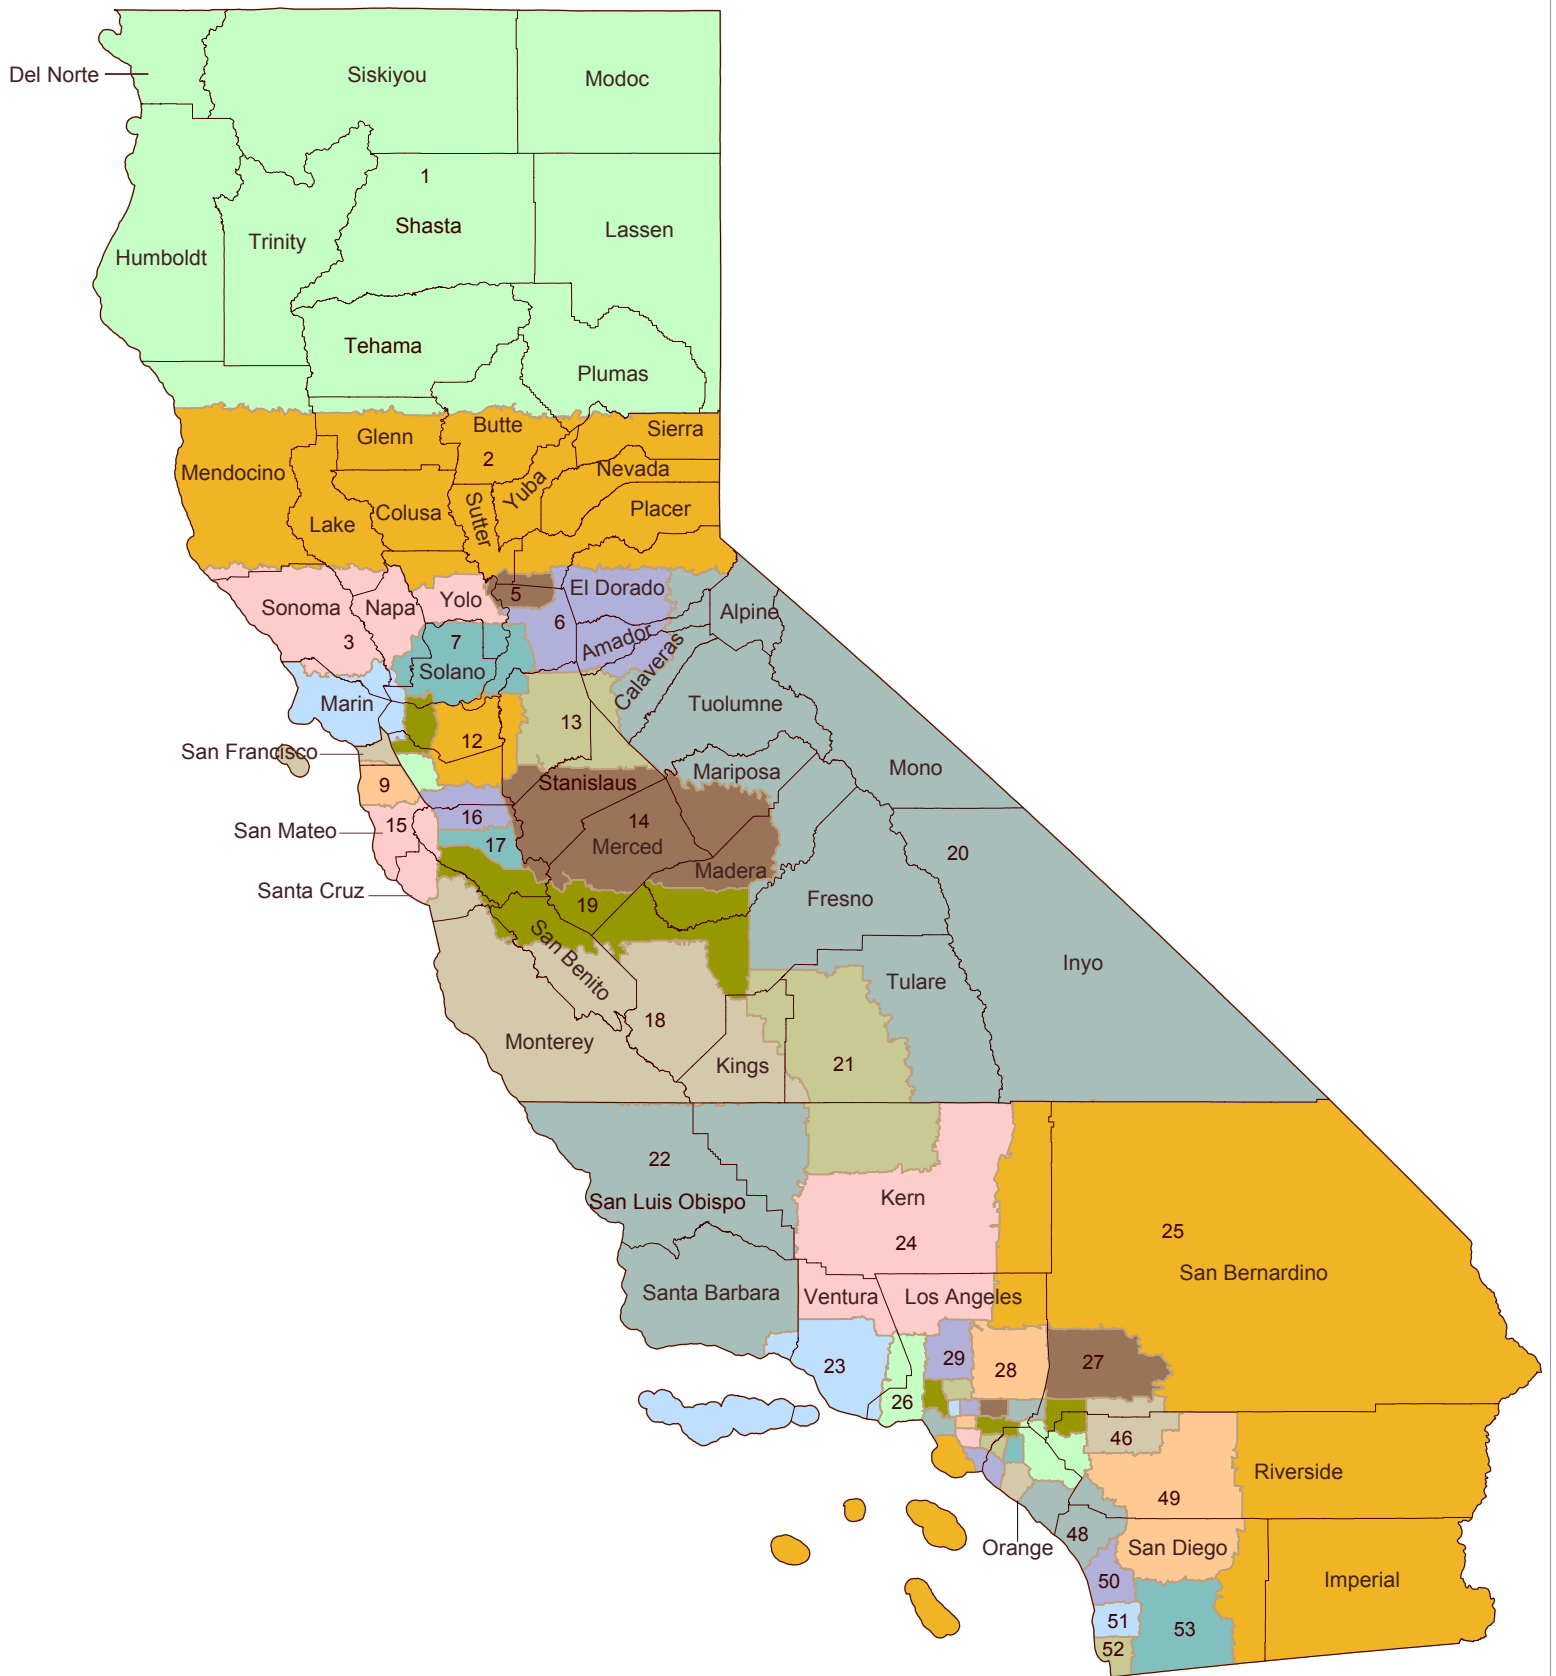 Del Norte
Siskiyou
Modoc
1
Shasta
Lassen
Trinity
Humboldt
Tehama
Plumas
Butte
Sierra
Glenn
2
Nevada
Mendocino
Yuba
Sutter
Placer
Colusa
Lake
El Dorado
5
Yolo
Sonoma
Napa
Alpine
6
3
7
Amador
Solano
Calaveras
Marin
Tuolumne
13
12
San Francisco
Mono
Mariposa
Stanislaus
9
16
14
15
San Mateo
17
Merced
20
Madera
Santa Cruz
Fresno
19
San Benito
Inyo
Tulare
18
Monterey
21
Kings
22
San Luis Obispo
Kern
25
24
San Bernardino
Santa Barbara
Ventura
Los Angeles
23
29
28
27
26
46
Riverside
49
48
Orange
San Diego
50
Imperial
51
53
52